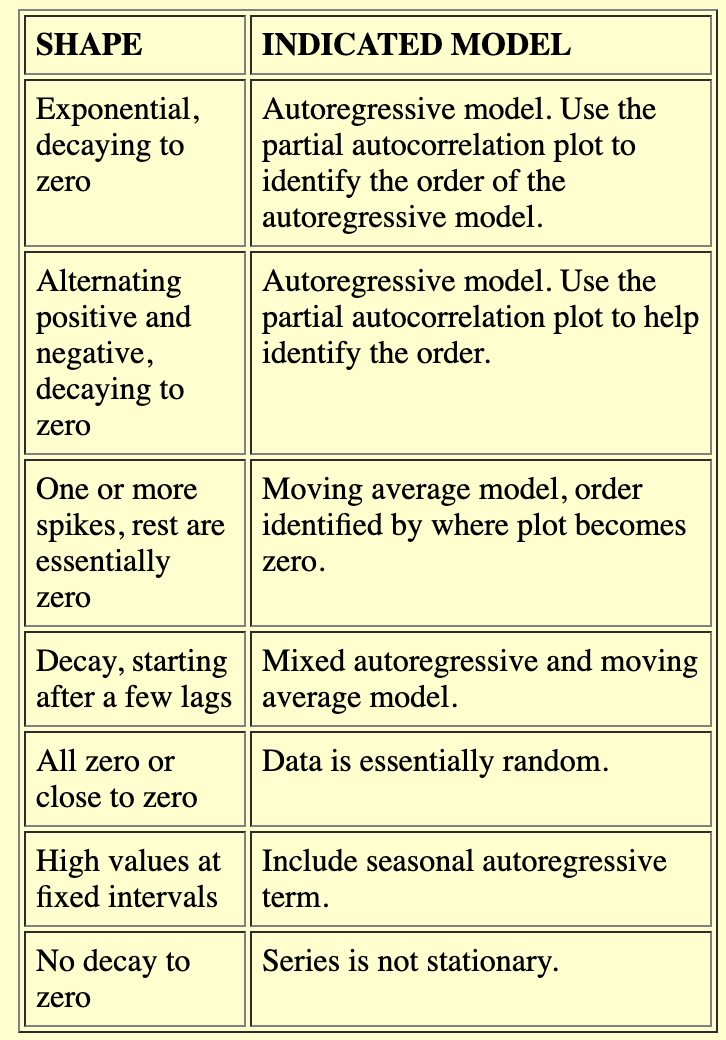 SHAPE
INDICATED MODEL
Exponential,
decaying to
zero
Autoregressive model. Use the
partial autocorrelation plot to
identify the order of the
autoregressive model.
Alternating
positive and
negative,
decaying to
zero
Autoregressive model. Use the
partial autocorrelation plot to help
identify the order.
One or more
spikes, rest are
essentially
zero
Moving average model, order
identified by where plot becomes
zero.
Decay, starting
after a few lags
Mixed autoregressive and moving
average model.
All zero or
close to zero
Data is essentially random.
High values at
fixed intervals
Include seasonal autoregressive
term.
No decay to
zero
Series is not stationary.